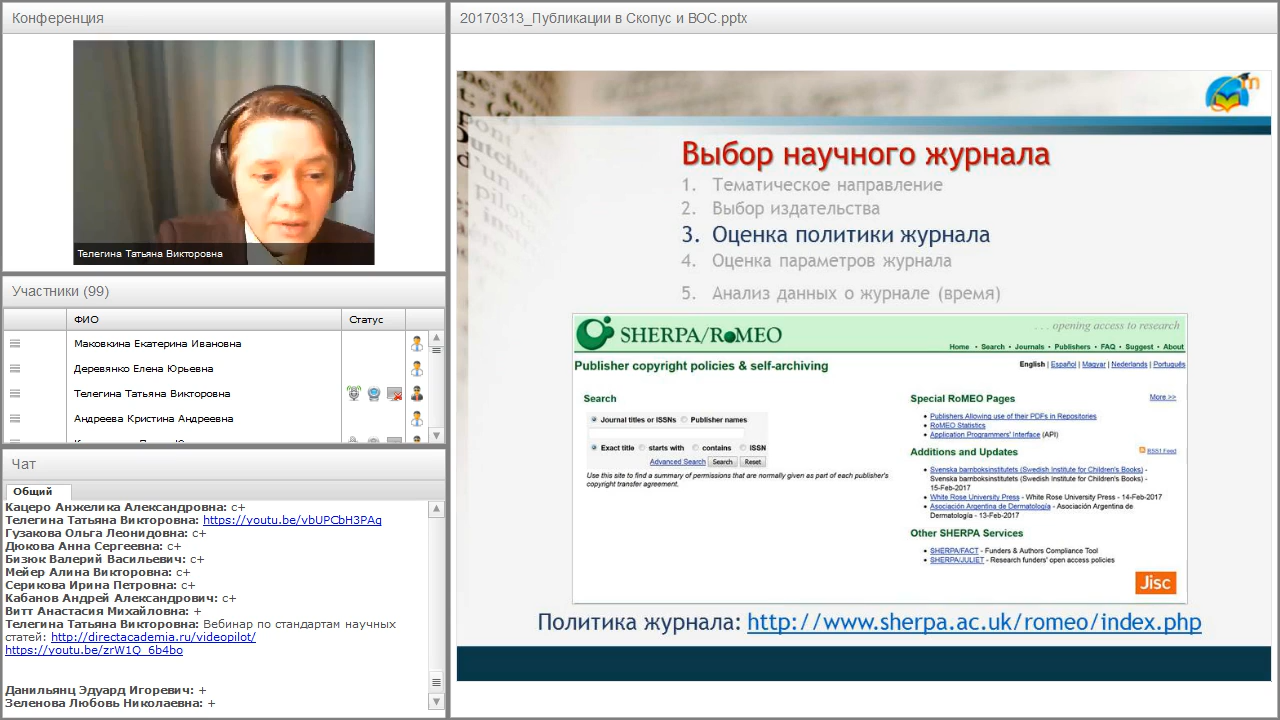 Конференция
Телегина Татьяна Викторовна
Участники (99)
ФИО
Статус
Маковкина Екатерина Ивановна
Деревянко Елена Юрьевна
Телегина Татьяна Викторовна
Андреева Кристина Андреевна
Чат
Общий
Кацеро Анжелика Александровна: с+
Телегина Татьяна Викторовна: https://youtu.be/vbUPCbH3PAg
Гузакова Ольга Леонидовна: с+
Дюкова Анна Сергеевна: с+
Бизюк Валерий Васильевич: с+
Мейер Алина Викторовна: с+
Серикова Ирина Петровна: с+
Кабанов Андрей Александрович: с+
Витт Анастасия Михайловна: +
Телегина Татьяна Викторовна: Вебинар по стандартам научных
статей: http://directacademia.ru/videopilot/
https://youtu.be/zrW1Q_6b4bo
Данильянц Эдуард Игоревич: +
Зеленова Любовь Николаевна: +
20170313_Публикации в Скопус и ВОС.pptx
Выбор научного журнала
1. Тематическое направление
2. Выбор издательства
3. Оценка политики журнала
4. Оценка параметров журнала
5. Анализ данных о журнале (время)
SHERPA/RoMEO
. . . opening access to research
Home • Search • Journals • Publishers • FAQ • Suggest • About
Publisher copyright policies & self-archiving
English | Español | Magyar | Nederlands | Português
Search
Journal titles or ISSNs Publisher names
Exact title starts with contains ISSN
Advanced Search Search Reset
Use this site to find a summary of permissions that are normally given as part of each publisher's
copyright transfer agreement.
Special RoMEO Pages
More >>
• Publishers Allowing use of their PDFs in Repositories
• RoMEO Statistics
• Application Programmers' Interface (API)
Additions and Updates
RSS1 Feed
• Svenska barnboksinstitutets (Swedish Institute for Children's Books) -
Svenska barnboksinstitutets (Swedish Institute for Children's Books) -
15-Feb-2017
• White Rose University Press - White Rose University Press - 14-Feb-2017
• Asociación Argentina de Dermatología - Asociación Argentina de
Dermatología - 13-Feb-2017
Other SHERPA Services
• SHERPA/FACT - Funders & Authors Compliance Tool
• SHERPA/JULIET - Research funders' open access policies
Jisc
Политика журнала: http://www.sherpa.ac.uk/romeo/index.php